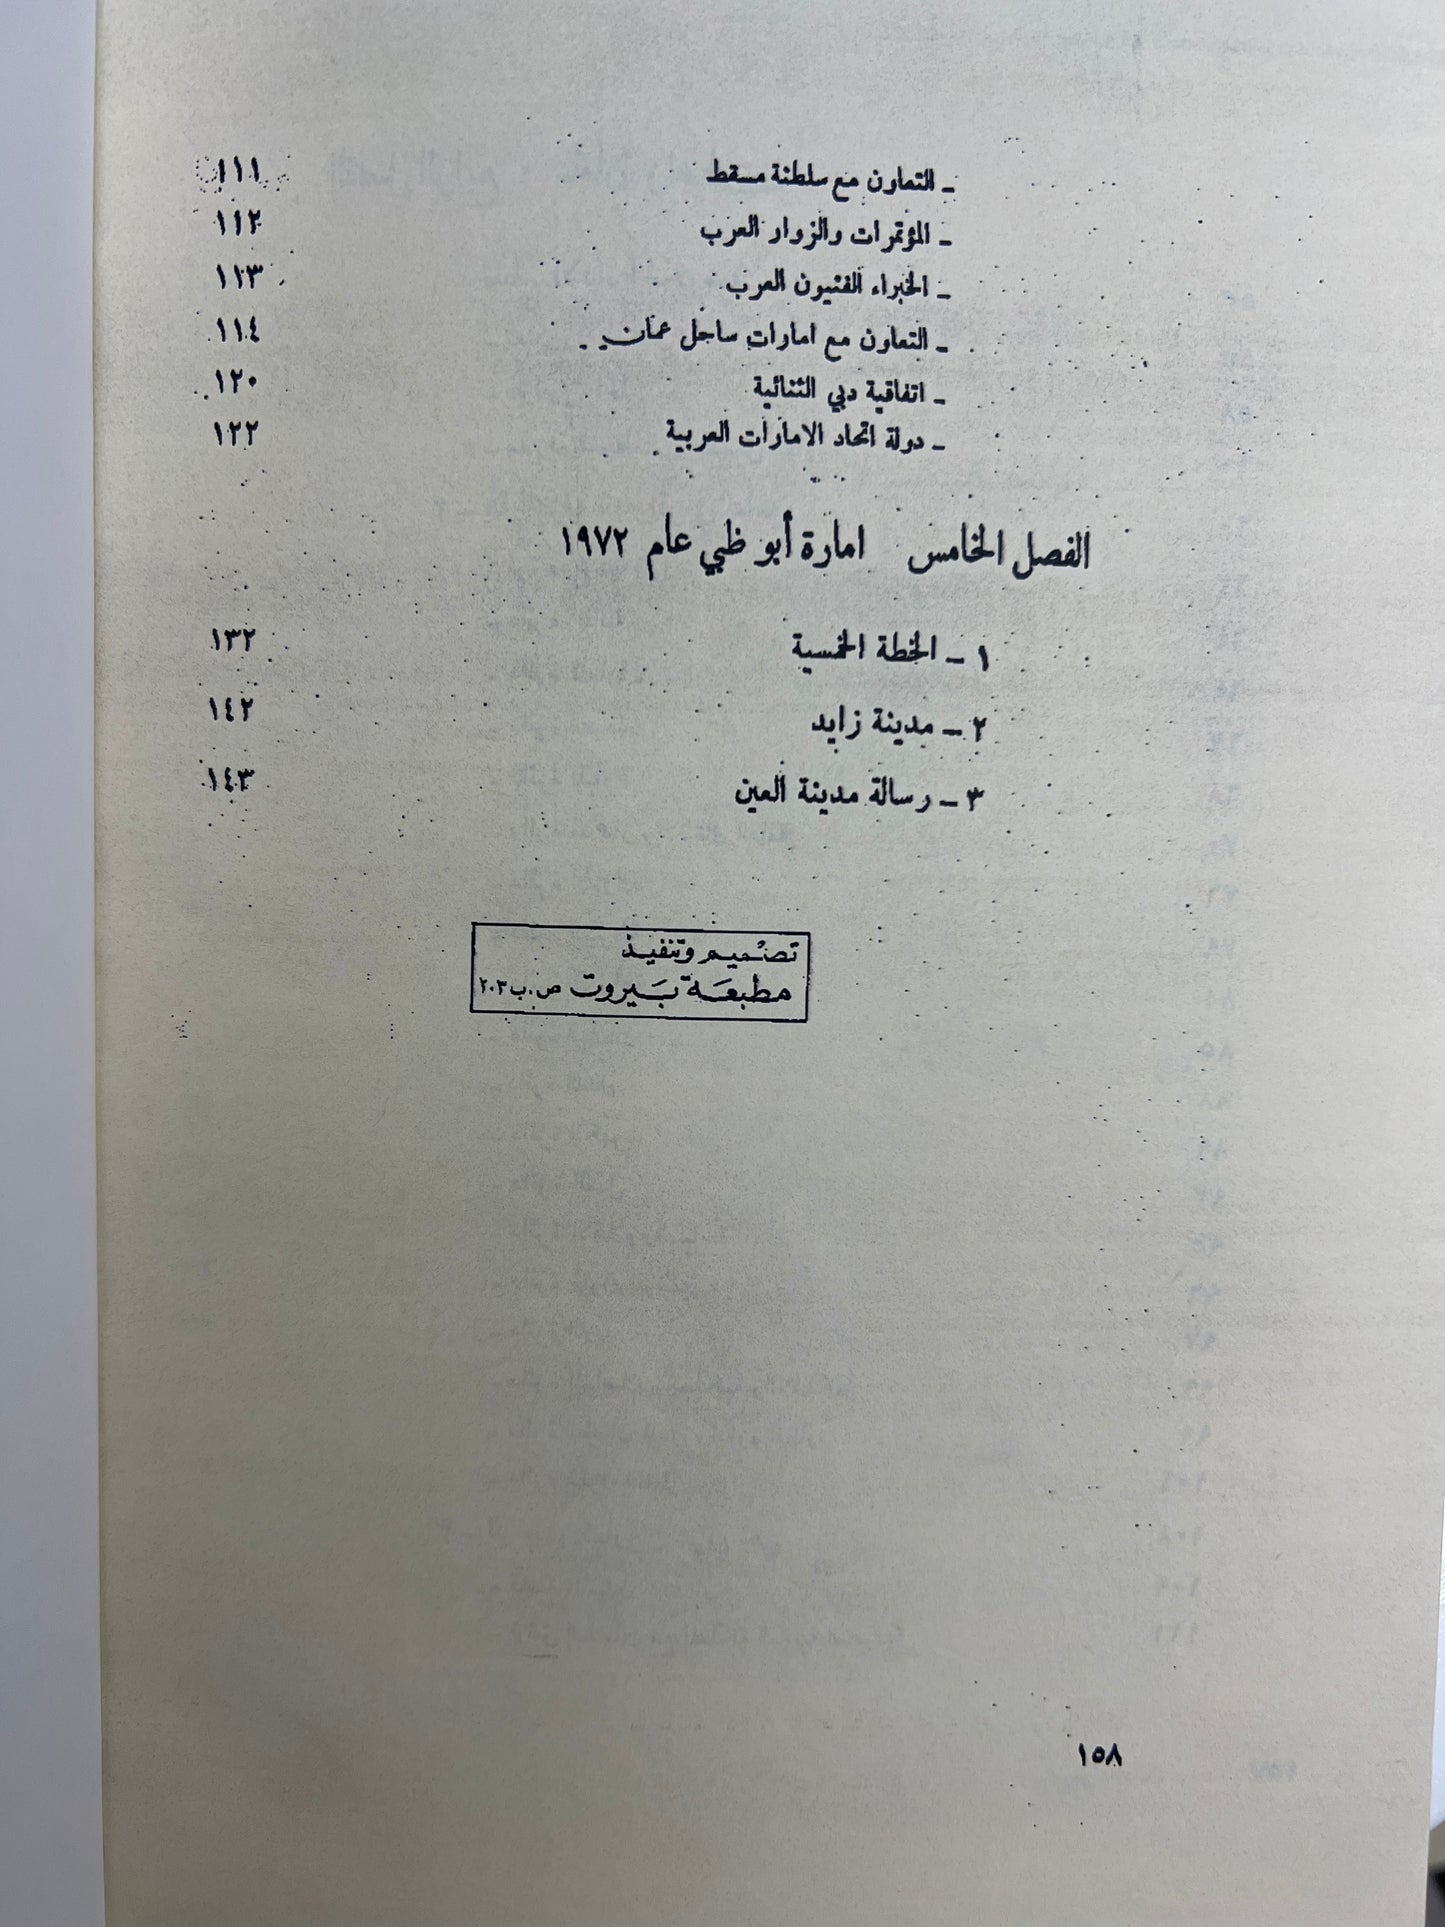 ـ التعاون مع سلطنة مسقط ١١١
ـ المؤتمرات والزوار العرب ١١٢
ـ الخبراء الفنيون العرب ١١٣
ـ التعاون مع امارات ساحل عمان ١١٤
ـ اتفاقية دبي الثنائية ١٢٠
ـ دولة اتحاد الامارات العربية ١٢٢
الفصل الخامس امارة أبو ظبي عام ١٩٧٢
١ ـ الخطة الخمسية ١٣٢
٢ ـ مدينة زايد ١٤٢
٣ ـ رسالة مدينة العين ١٤٣
تصميم وتنفيذ
مطبعة بيروت ص.ب ٢٠٣
١٥٨